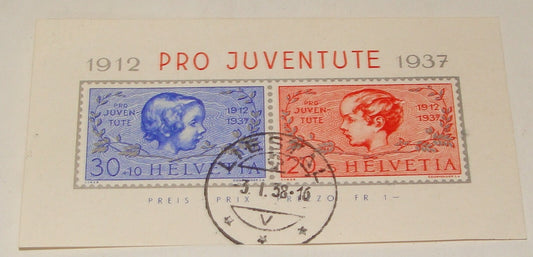 1912 PRO JUVENTUTE 1937
PRO
JUVEN-
TUTE
1912
1937
30+10 HELVETIA
PRO
JUVEN-
TUTE
1912
1937
HELVETIA
LIESTAL
-3.I.38-16
V
PREIS PRIX PREZZO FR 1–